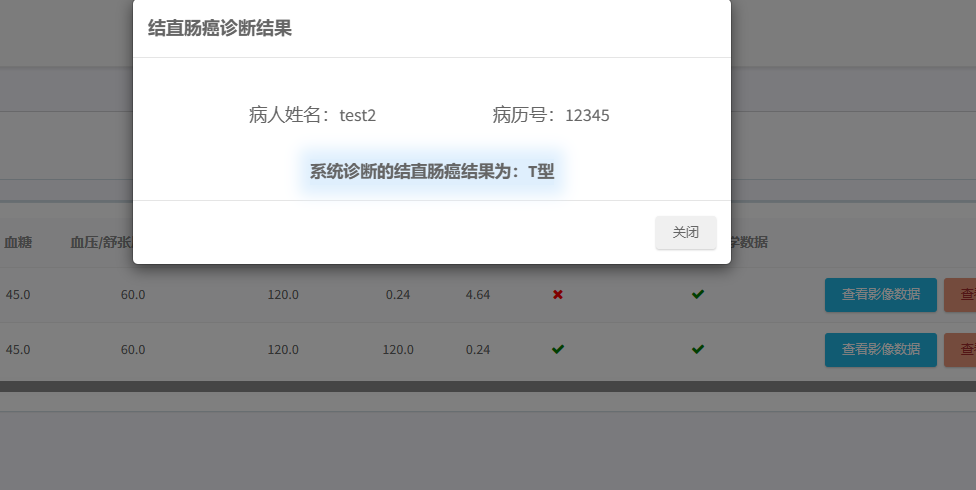 结直肠癌诊断结果
病人姓名：test2 病历号：12345
系统诊断的结直肠癌结果为：T型
关闭
血糖 血压/舒张 学数据
45.0 60.0 120.0 0.24 4.64 查看影像数据 查
45.0 60.0 120.0 120.0 0.24 查看影像数据 查